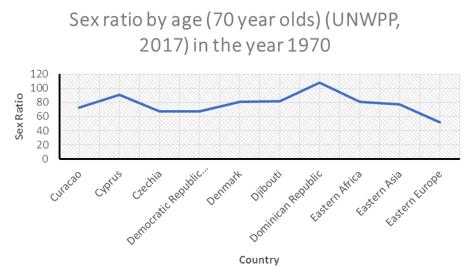 Sex ratio by age (70 year olds) (UNWPP,
2017) in the year 1970
120
100
80
60
40
20
0
Sex Ratio
Curacao
Cyprus
Czechia
Democratic Republic...
Denmark
Djibouti
Dominican Republic
Eastern Africa
Eastern Asia
Eastern Europe
Country